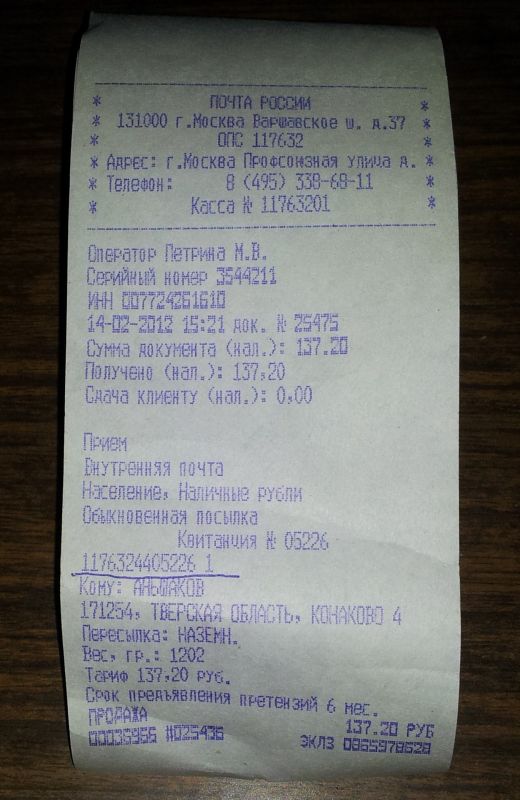 * ПОЧТА РОССИИ *
* 131000 г.Москва Варшавское ш. д.37 *
* ОПС 117632 *
* Адрес: г.Москва Профсоюзная улица д. *
* Телефон: 8 (495) 338-68-11 *
* Касса № 11763201 *
Оператор Петрина М.В.
Серийный номер 3544211
ИНН 007724261610
14-02-2012 15:21 док. № 25475
Сумма документа (нал.): 137.20
Получено (нал.): 137,20
Сдача клиенту (нал.): 0,00
Прием
Внутренняя почта
Население, Наличные рубли
Обыкновенная посылка
Квитанция № 05226
1176324405226 1
Кому:
171254, ТВЕРСКАЯ ОБЛАСТЬ, КОНАКОВО 4
Пересылка: НАЗЕМН.
Вес, гр.: 1202
Тариф 137,20 руб.
Срок предъявления претензий 6 мес.
ПРОДАЖА 137.20 РУБ
00035956 #025436 ЭКЛЗ 0865978628